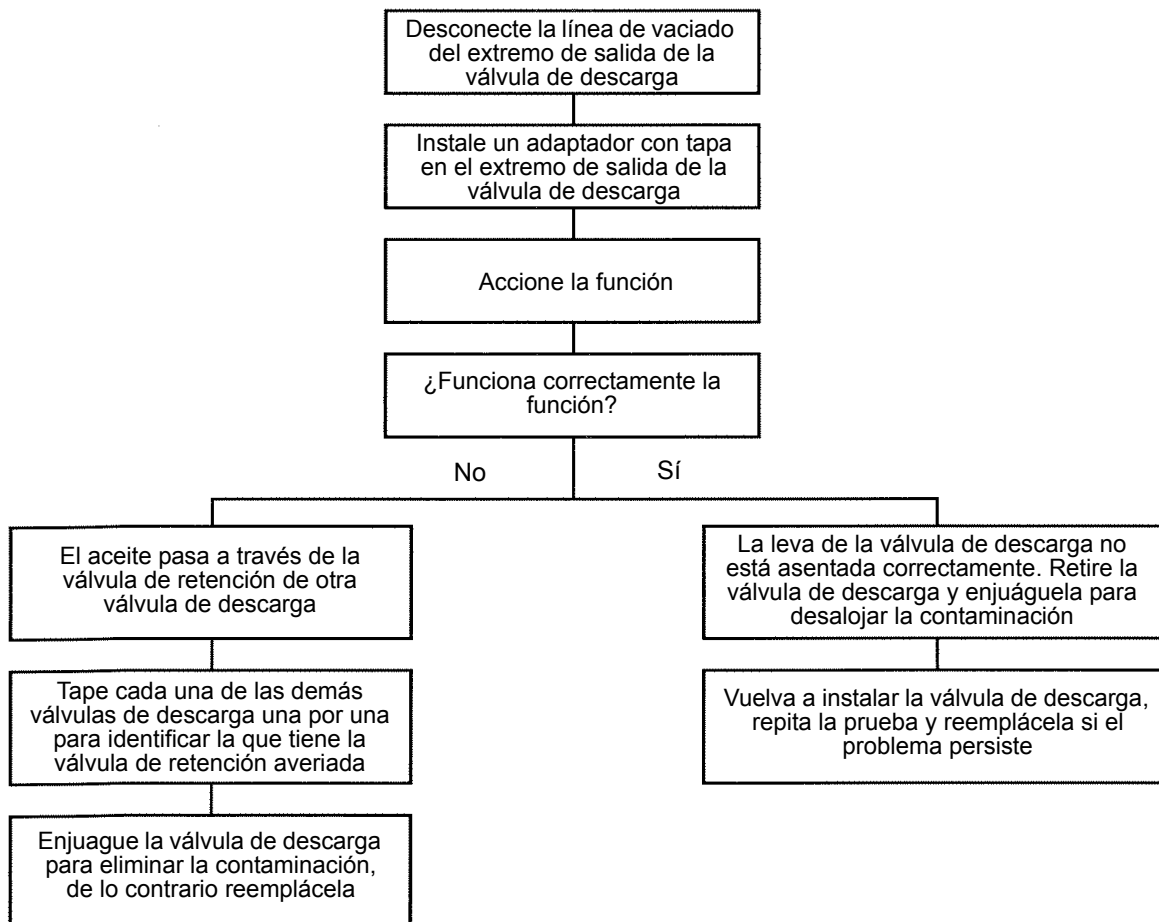 Desconecte la línea de vaciado
del extremo de salida de la
válvula de descarga
Instale un adaptador con tapa
en el extremo de salida de la
válvula de descarga
Accione la función
¿Funciona correctamente la
función?
No
Sí
El aceite pasa a través de la
válvula de retención de otra
válvula de descarga
Tape cada una de las demás
válvulas de descarga una por una
para identificar la que tiene la
válvula de retención averiada
Enjuague la válvula de descarga
para eliminar la contaminación,
de lo contrario reemplácela
La leva de la válvula de descarga no
está asentada correctamente. Retire la
válvula de descarga y enjuáguela para
desalojar la contaminación
Vuelva a instalar la válvula de descarga,
repita la prueba y reemplácela si el
problema persiste